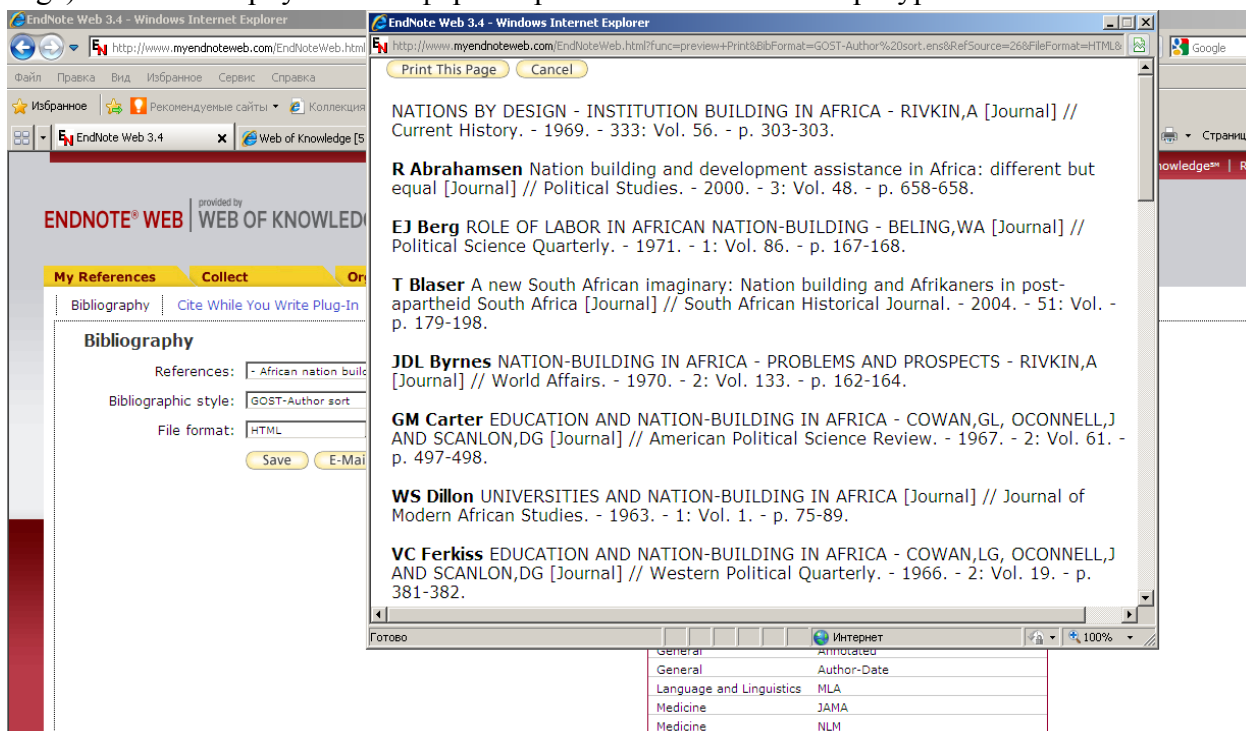 EndNote Web 3.4 - Windows Internet Explorer
http://www.myendnoteweb.com/EndNoteWeb.html
Файл Правка Вид Избранное Сервис Справка
Избранное Рекомендуемые сайты Коллекция
EndNote Web 3.4 Web of Knowledge [5
Google
Страниц
nowledge℠ | R
ENDNOTE® WEB provided by WEB OF KNOWLED
My References Collect Or
Bibliography Cite While You Write Plug-In
Bibliography
References: - African nation build
Bibliographic style: GOST-Author sort
File format: HTML
Save E-Mai
EndNote Web 3.4 - Windows Internet Explorer
http://www.myendnoteweb.com/EndNoteWeb.html?func=preview+Print&BibFormat=GOST-Author%20sort.ens&RefSource=26&FileFormat=HTML&
Print This Page Cancel
NATIONS BY DESIGN - INSTITUTION BUILDING IN AFRICA - RIVKIN,A [Journal] //
Current History. - 1969. - 333: Vol. 56. - p. 303-303.
R Abrahamsen Nation building and development assistance in Africa: different but
equal [Journal] // Political Studies. - 2000. - 3: Vol. 48. - p. 658-658.
EJ Berg ROLE OF LABOR IN AFRICAN NATION-BUILDING - BELING,WA [Journal] //
Political Science Quarterly. - 1971. - 1: Vol. 86. - p. 167-168.
T Blaser A new South African imaginary: Nation building and Afrikaners in post-
apartheid South Africa [Journal] // South African Historical Journal. - 2004. - 51: Vol. -
p. 179-198.
JDL Byrnes NATION-BUILDING IN AFRICA - PROBLEMS AND PROSPECTS - RIVKIN,A
[Journal] // World Affairs. - 1970. - 2: Vol. 133. - p. 162-164.
GM Carter EDUCATION AND NATION-BUILDING IN AFRICA - COWAN,GL, OCONNELL,J
AND SCANLON,DG [Journal] // American Political Science Review. - 1967. - 2: Vol. 61. -
p. 497-498.
WS Dillon UNIVERSITIES AND NATION-BUILDING IN AFRICA [Journal] // Journal of
Modern African Studies. - 1963. - 1: Vol. 1. - p. 75-89.
VC Ferkiss EDUCATION AND NATION-BUILDING IN AFRICA - COWAN,LG, OCONNELL,J
AND SCANLON,DG [Journal] // Western Political Quarterly. - 1966. - 2: Vol. 19. - p.
381-382.
Готово Интернет 100%
General Annotated
General Author-Date
Language and Linguistics MLA
Medicine JAMA
Medicine NLM